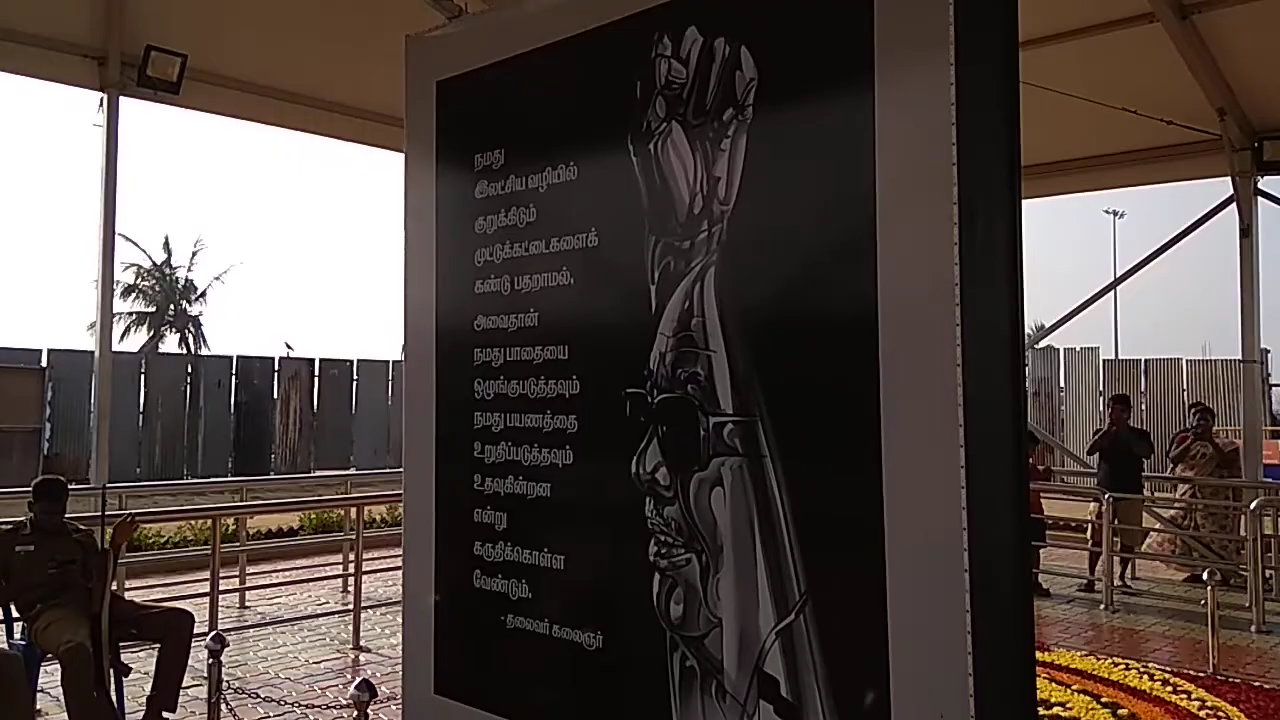 நமது
இலட்சிய வழியில்
குறுக்கிடும்
முட்டுக்கட்டைகளைக்
கண்டு பதறாமல்,
அவைதான்
நமது பாதையை
ஒழுங்குபடுத்தவும்
நமது பயணத்தை
உறுதிப்படுத்தவும்
உதவுகின்றன
என்று
கருதிக்கொள்ள
வேண்டும்.
- தலைவர் கலைஞர்